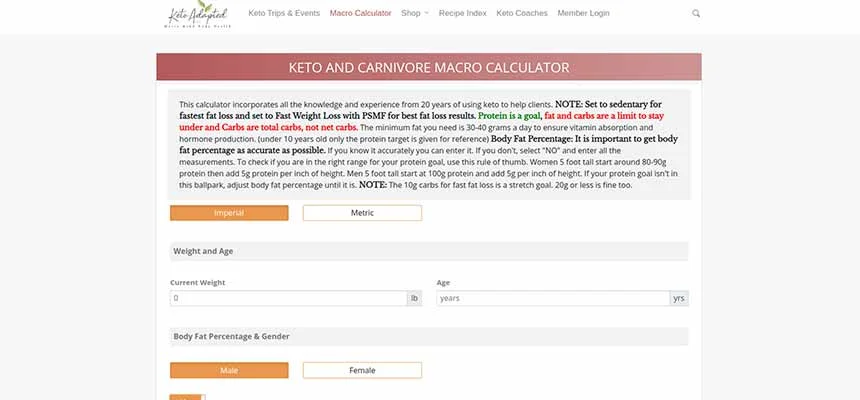 Keto Adapted
Keto Trips & Events Macro Calculator Shop Recipe Index Keto Coaches Member Login
KETO AND CARNIVORE MACRO CALCULATOR
This calculator incorporates all the knowledge and experience from 20 years of using keto to help clients. NOTE: Set to sedentary for
fastest fat loss and set to Fast Weight Loss with PSMF for best fat loss results. Protein is a goal, fat and carbs are a limit to stay
under and Carbs are total carbs, not net carbs. The minimum fat you need is 30-40 grams a day to ensure vitamin absorption and
hormone production. (under 10 years old only the protein target is given for reference) Body Fat Percentage: It is important to get body
fat percentage as accurate as possible. If you know it accurately you can enter it. If you don't, select "NO" and enter all the
measurements. To check if you are in the right range for your protein goal, use this rule of thumb. Women 5 foot tall start around 80-90g
protein then add 5g protein per inch of height. Men 5 foot tall start at 100g protein and add 5g per inch of height. If your protein goal isn't in
this ballpark, adjust body fat percentage until it is. NOTE: The 10g carbs for fast fat loss is a stretch goal. 20g or less is fine too.
Imperial Metric
Weight and Age
Current Weight Age
0 lb years yrs
Body Fat Percentage & Gender
Male Female